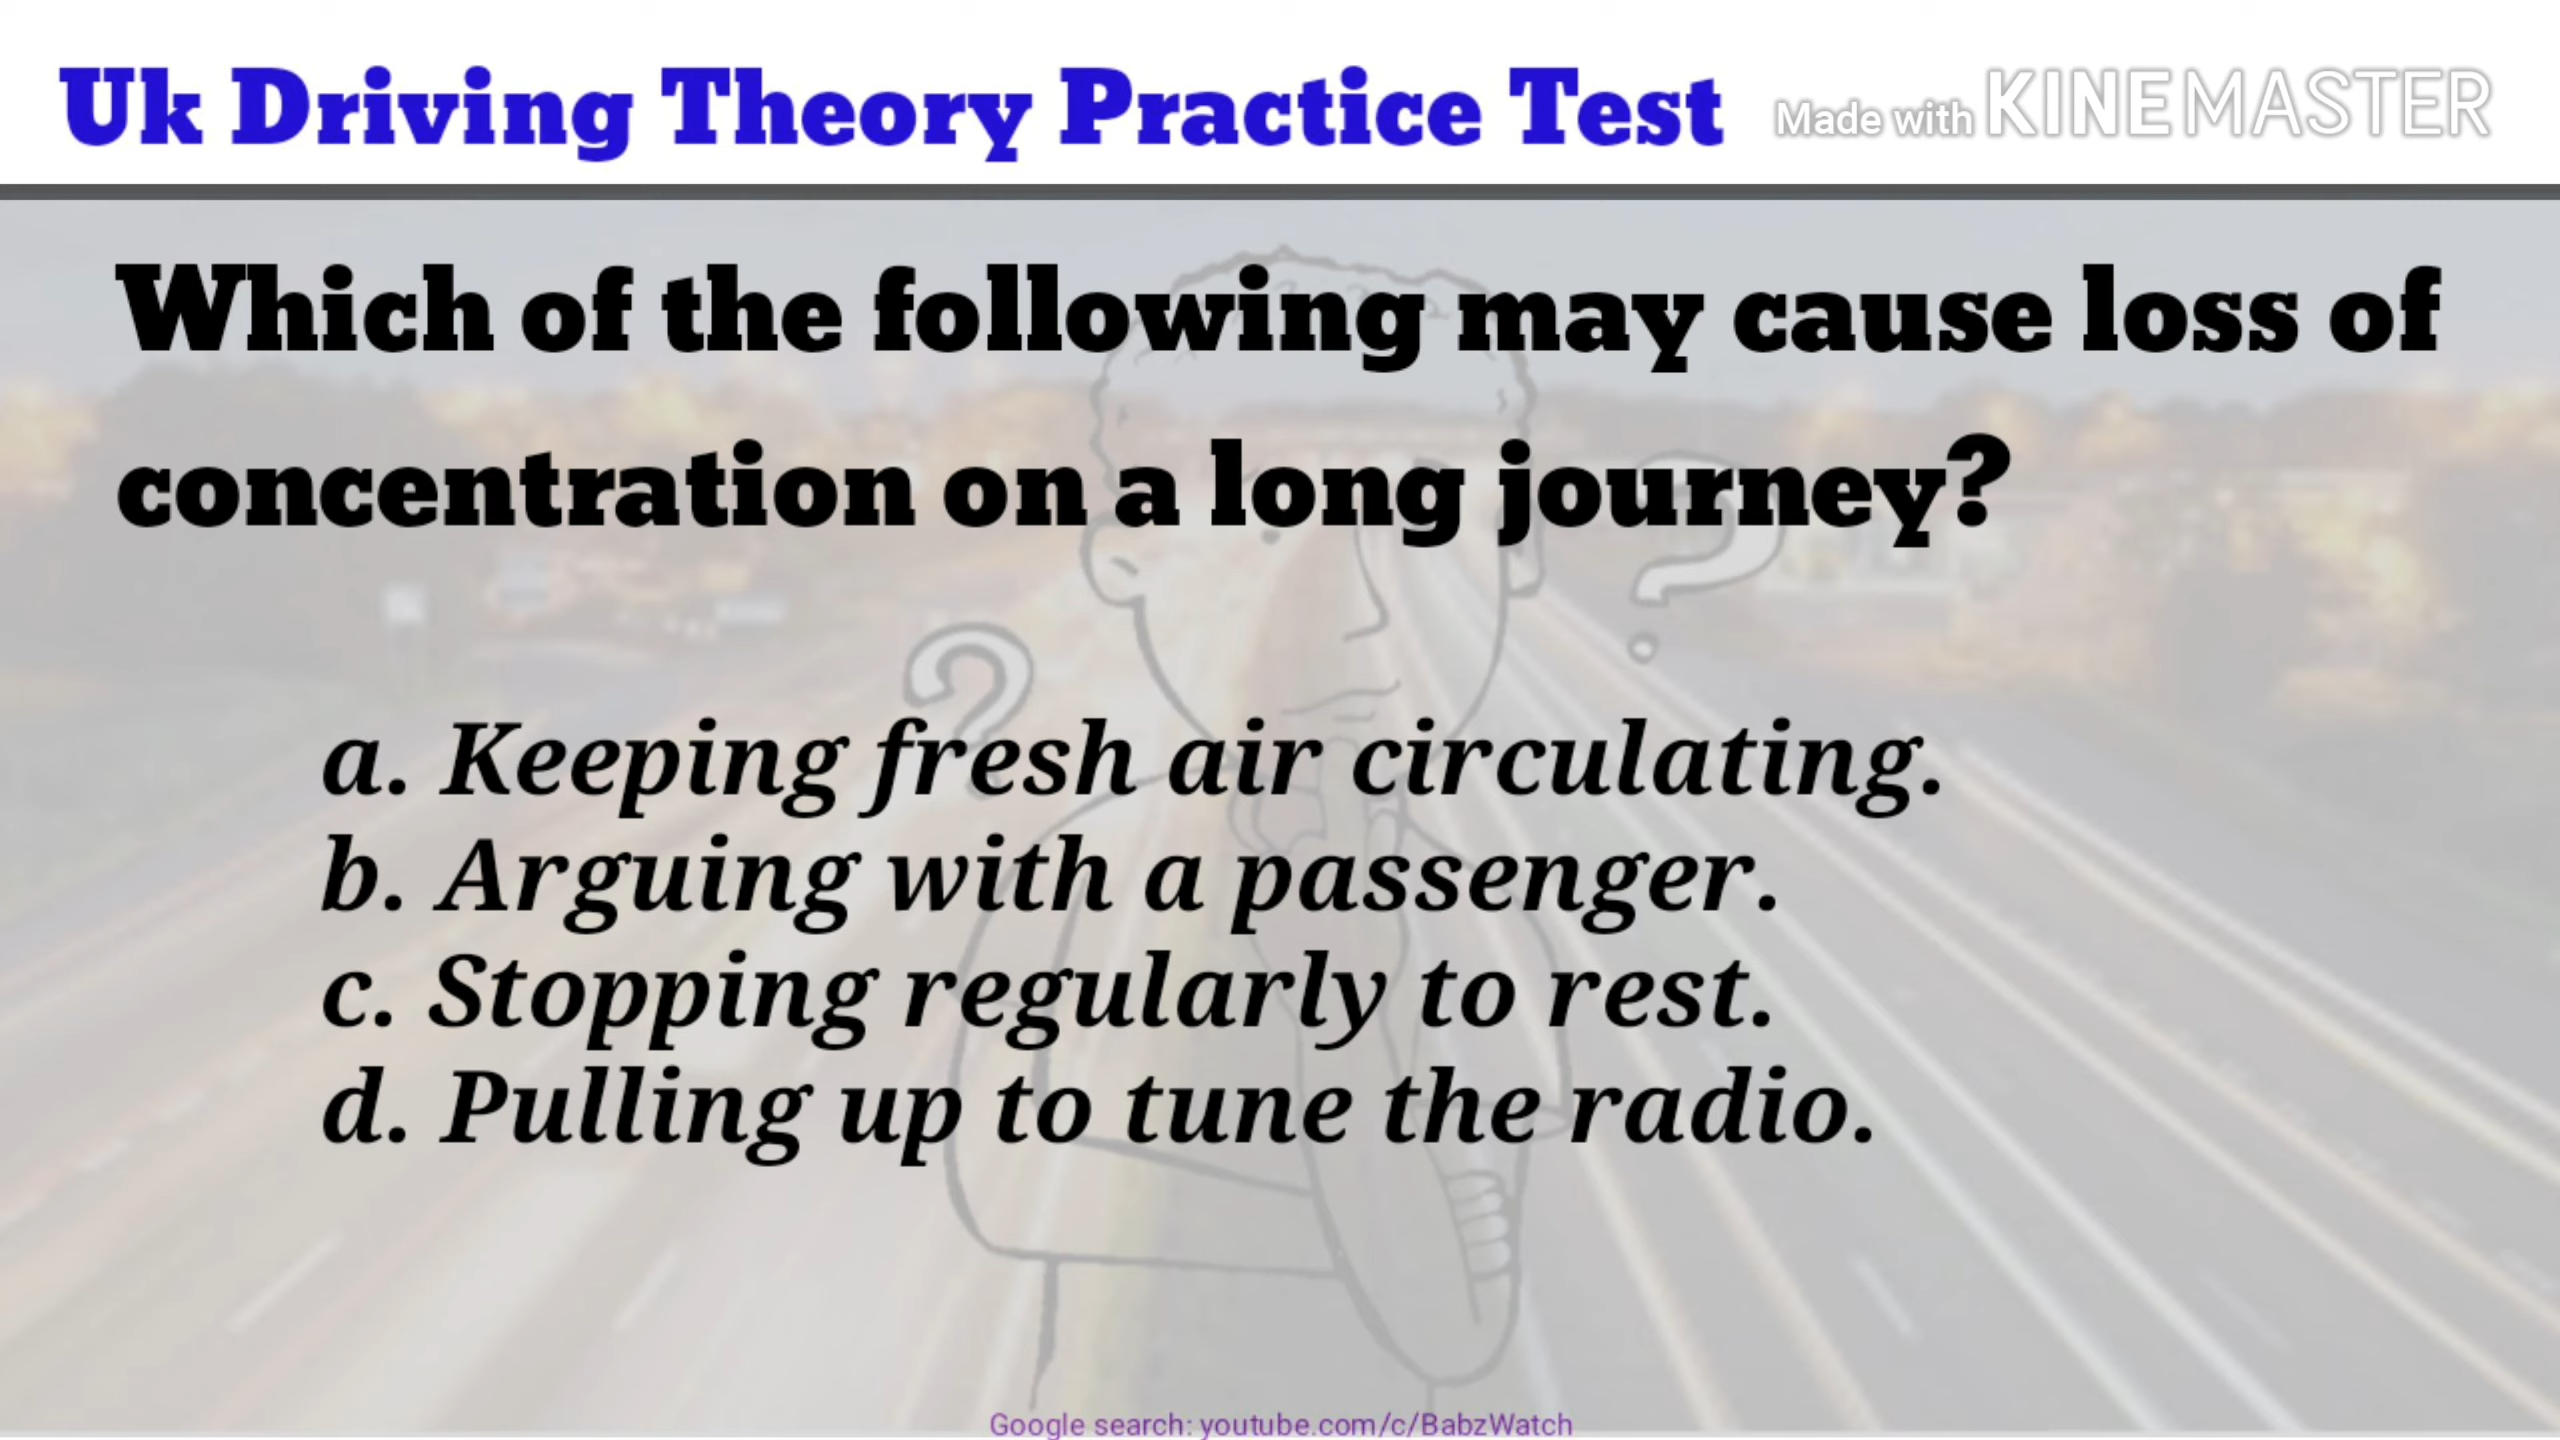 Uk Driving Theory Practice Test
Made with KINEMASTER
Which of the following may cause loss of
concentration on a long journey?
a. Keeping fresh air circulating.
b. Arguing with a passenger.
c. Stopping regularly to rest.
d. Pulling up to tune the radio.
Google search: youtube.com/c/BabzWatch